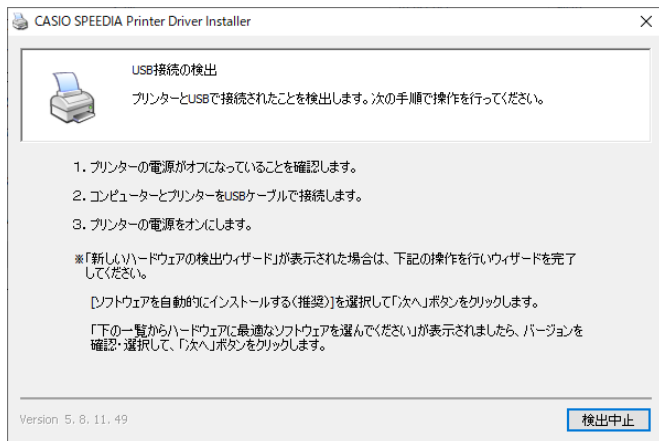 CASIO SPEEDIA Printer Driver Installer
USB接続の検出
プリンターとUSBで接続されたことを検出します。次の手順で操作を行ってください。
1. プリンターの電源がオフになっていることを確認します。
2. コンピューターとプリンターをUSBケーブルで接続します。
3. プリンターの電源をオンにします。
※「新しいハードウェアの検出ウィザード」が表示された場合は、下記の操作を行いウィザードを完了
してください。
[ソフトウェアを自動的にインストールする(推奨)]を選択して「次へ」ボタンをクリックします。
「下の一覧からハードウェアに最適なソフトウェアを選んでください」が表示されましたら、バージョンを
確認・選択して、「次へ」ボタンをクリックします。
Version 5. 8. 11. 49
検出中止